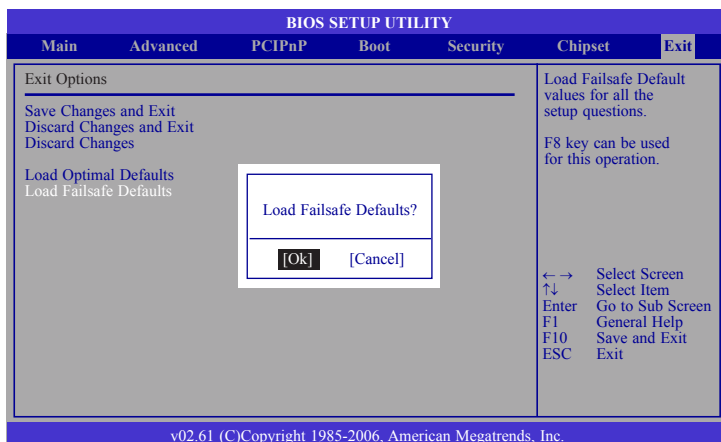 BIOS SETUP UTILITY
Main Advanced PCIPnP Boot Security Chipset Exit
Exit Options
Save Changes and Exit
Discard Changes and Exit
Discard Changes
Load Optimal Defaults
Load Failsafe Defaults
Load Failsafe Defaults?
[Ok] [Cancel]
Load Failsafe Default
values for all the
setup questions.
F8 key can be used
for this operation.
←→ Select Screen
↑↓ Select Item
Enter Go to Sub Screen
F1 General Help
F10 Save and Exit
ESC Exit
v02.61 (C)Copyright 1985-2006, American Megatrends, Inc.